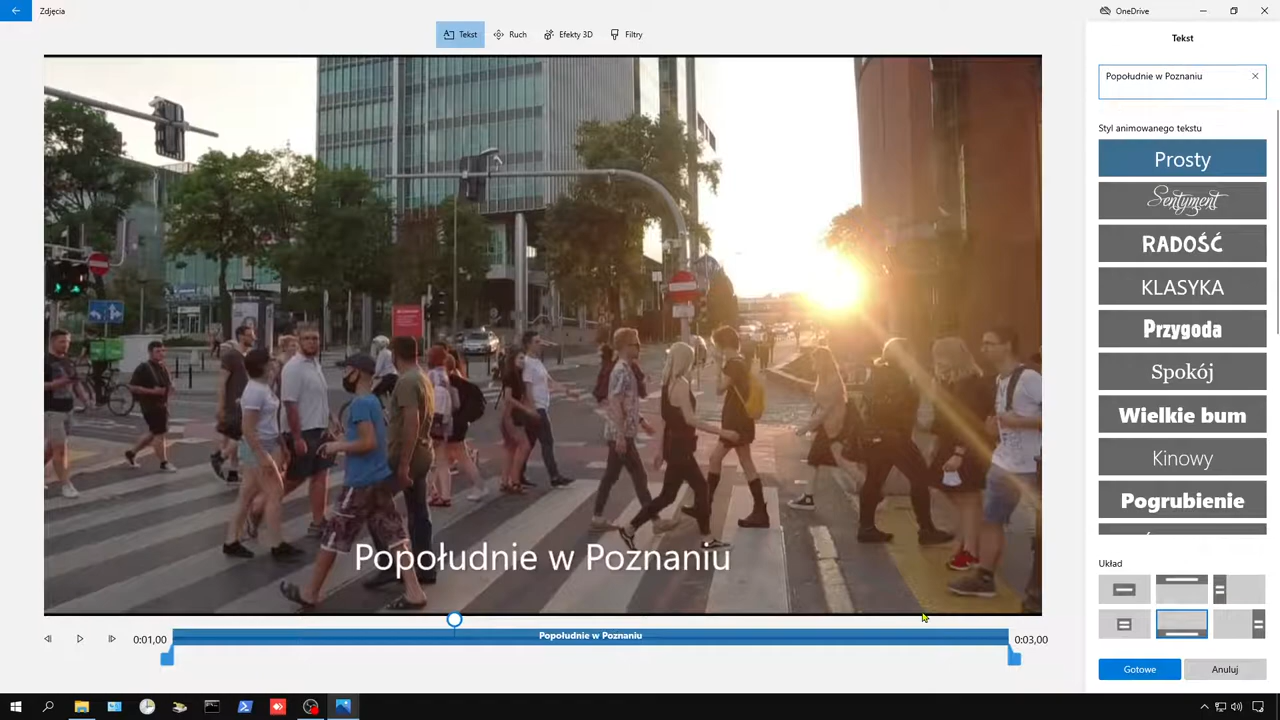 Zdjęcia
OneDrive
Tekst
Ruch
Efekty 3D
Filtry
Tekst
Popołudnie w Poznaniu
Styl animowanego tekstu
Prosty
Sentyment
RADOŚĆ
KLASYKA
Przygoda
Spokój
Wielkie bum
Kinowy
Pogrubienie
Układ
Popołudnie w Poznaniu
0:01,00
Popołudnie w Poznaniu
0:03,00
Gotowe
Anuluj